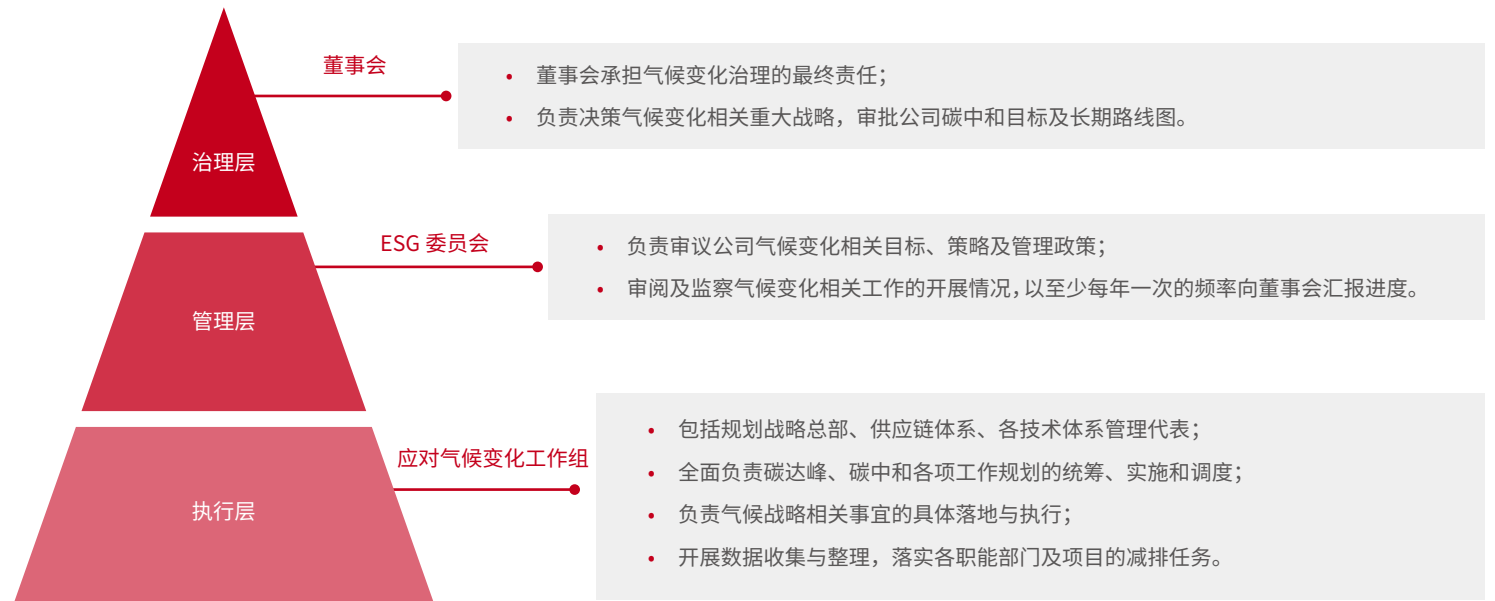 董事会
• 董事会承担气候变化治理的最终责任；
• 负责决策气候变化相关重大战略，审批公司碳中和目标及长期路线图。
治理层
ESG 委员会
• 负责审议公司气候变化相关目标、策略及管理政策；
• 审阅及监察气候变化相关工作的开展情况，以至少每年一次的频率向董事会汇报进度。
管理层
应对气候变化工作组
• 包括规划战略总部、供应链体系、各技术体系管理代表；
• 全面负责碳达峰、碳中和各项工作规划的统筹、实施和调度；
• 负责气候战略相关事宜的具体落地与执行；
• 开展数据收集与整理，落实各职能部门及项目的减排任务。
执行层